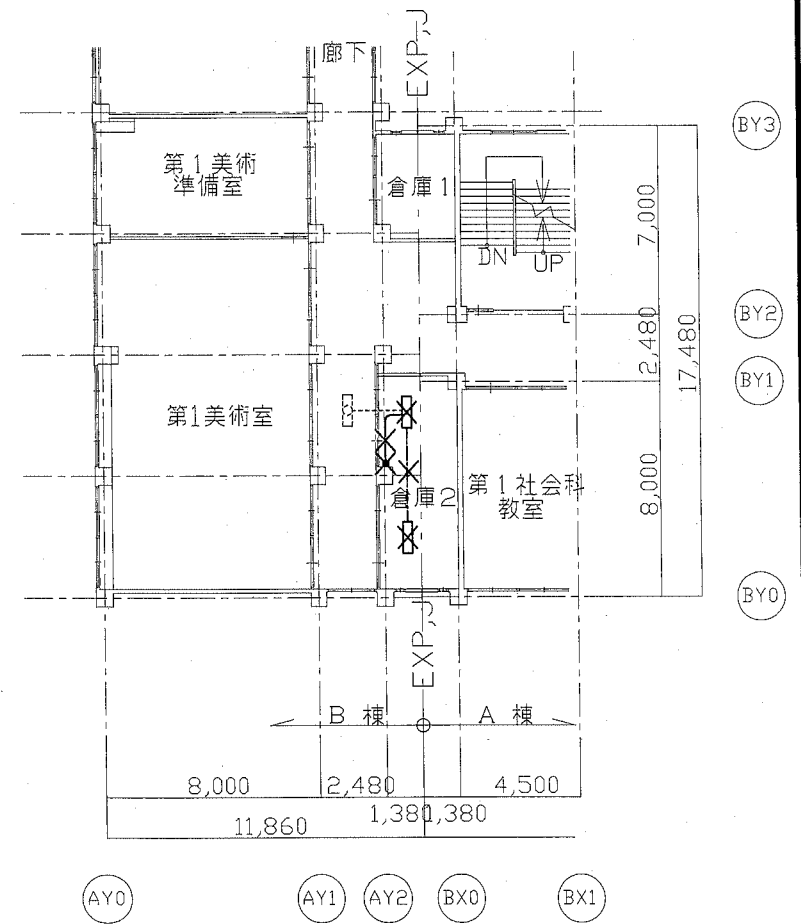 廊下
EXP,J
BY3
第1美術
準備室
倉庫1
7,000
DN
UP
BY2
2,480
17,480
BY1
第1美術室
倉庫2
第1社会科
教室
8,000
BY0
EXP,J
B 棟
A 棟
8,000
2,480
4,500
1,380
1,380
11,860
AY0
AY1
AY2
BX0
BX1